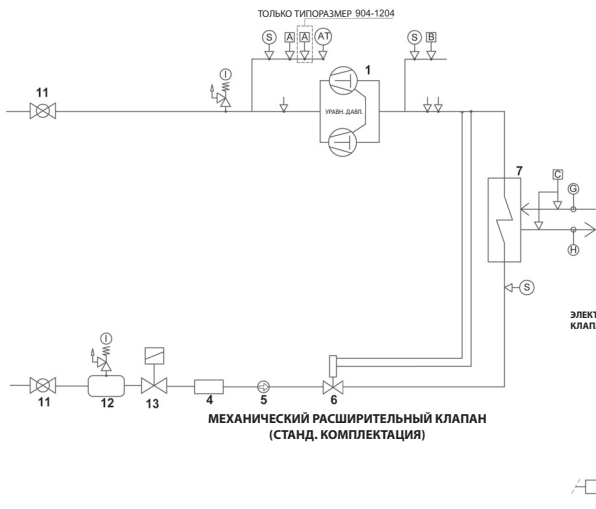 ТОЛЬКО ТИПОРАЗМЕР 904-1204
S A A AT S B
I 1
11
УРАВН. ДАВЛ.
7 C
G
H
S
ЭЛЕКТ
КЛАП
I
11 12 13 4 5 6
МЕХАНИЧЕСКИЙ РАСШИРИТЕЛЬНЫЙ КЛАПАН
(СТАНД. КОМПЛЕКТАЦИЯ)